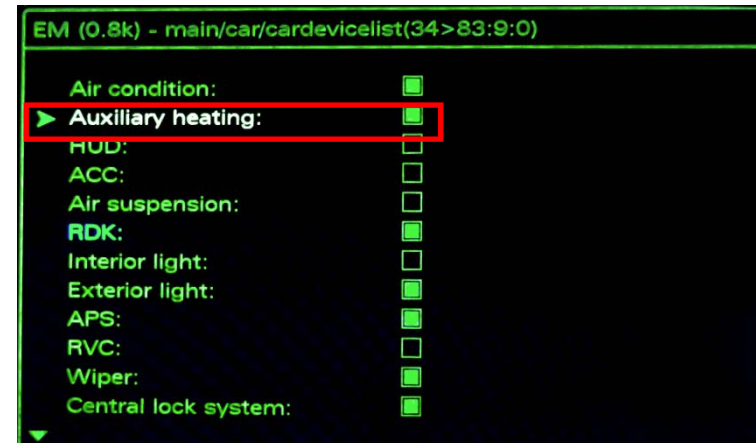 EM (0.8k) - main/car/cardevicelist(34>83:9:0)
Air condition:
Auxiliary heating:
HUD:
ACC:
Air suspension:
RDK:
Interior light:
Exterior light:
APS:
RVC:
Wiper:
Central lock system: